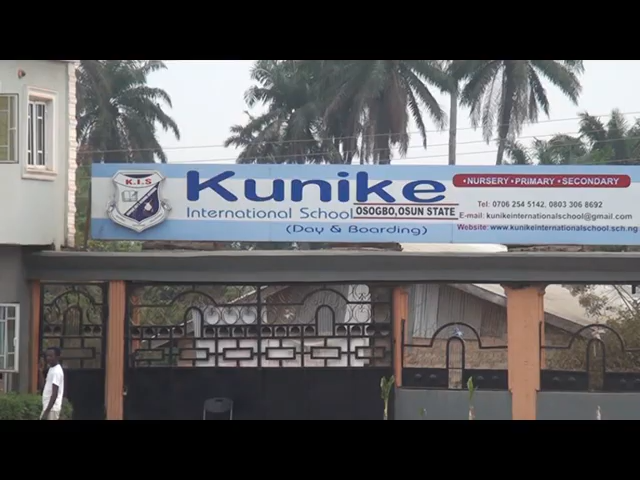 K.I.S
Kunike
International School
OSOGBO,OSUN STATE
(Day & Boarding)
•NURSERY •PRIMARY •SECONDARY
Tel: 0706 254 5142, 0803 306 8692
E-mail: kunikeinternationalschool@gmail.com
Website: www.kunikeinternationalschool.sch.ng